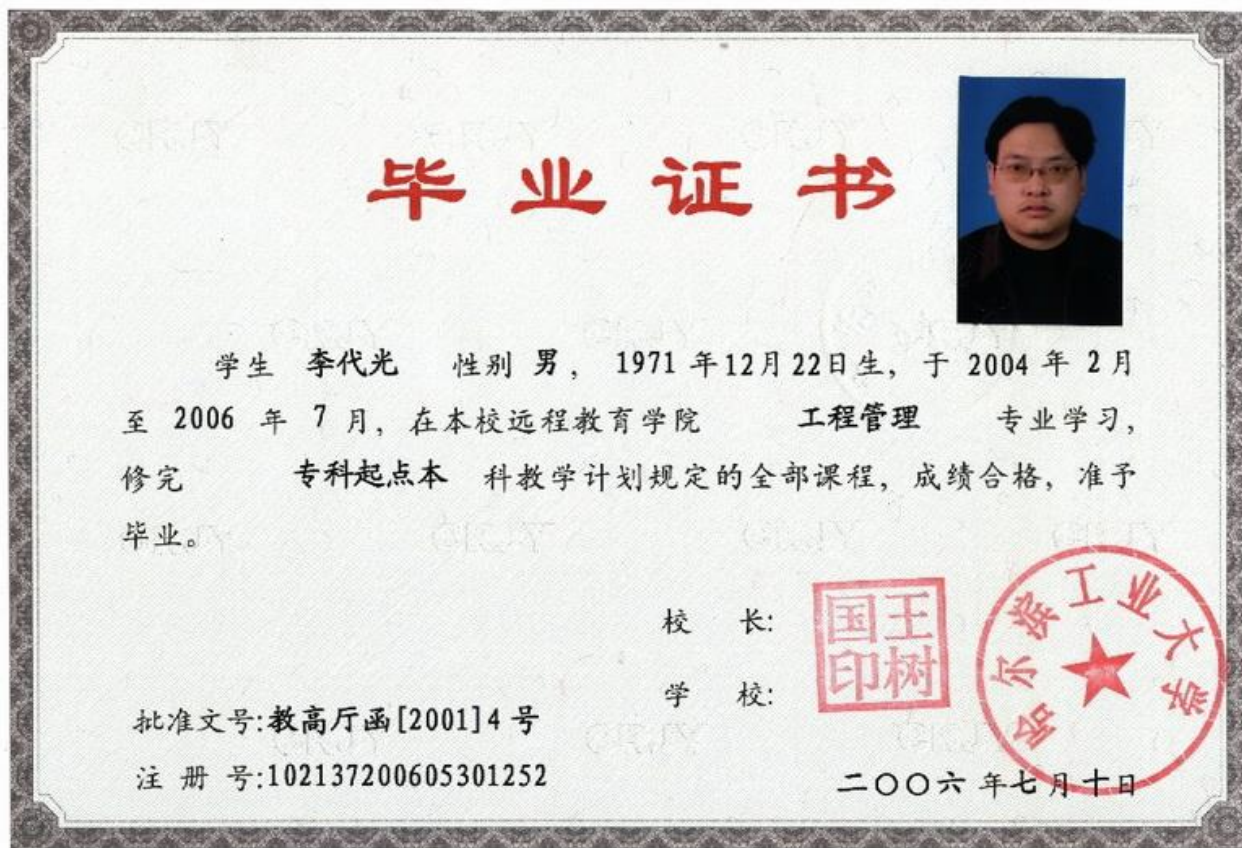 毕业证书
学生 李代光 性别 男， 1971 年12月22日生，于 2004 年 2月
至 2006 年 7 月，在本校远程教育学院 工程管理 专业学习，
修完 专科起点本 科教学计划规定的全部课程，成绩合格，准予
毕业。
校 长:
王树国印
学 校:
哈尔滨工业大学
批准文号:教高厅函[2001]4 号
注 册 号:102137200605301252
二〇〇六 年七月十日